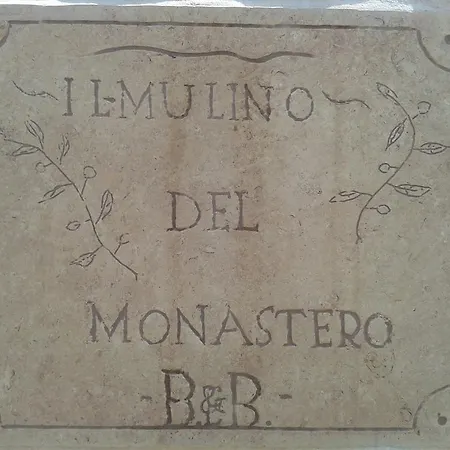 IL MULINO
DEL
MONASTERO
- B.&B. -